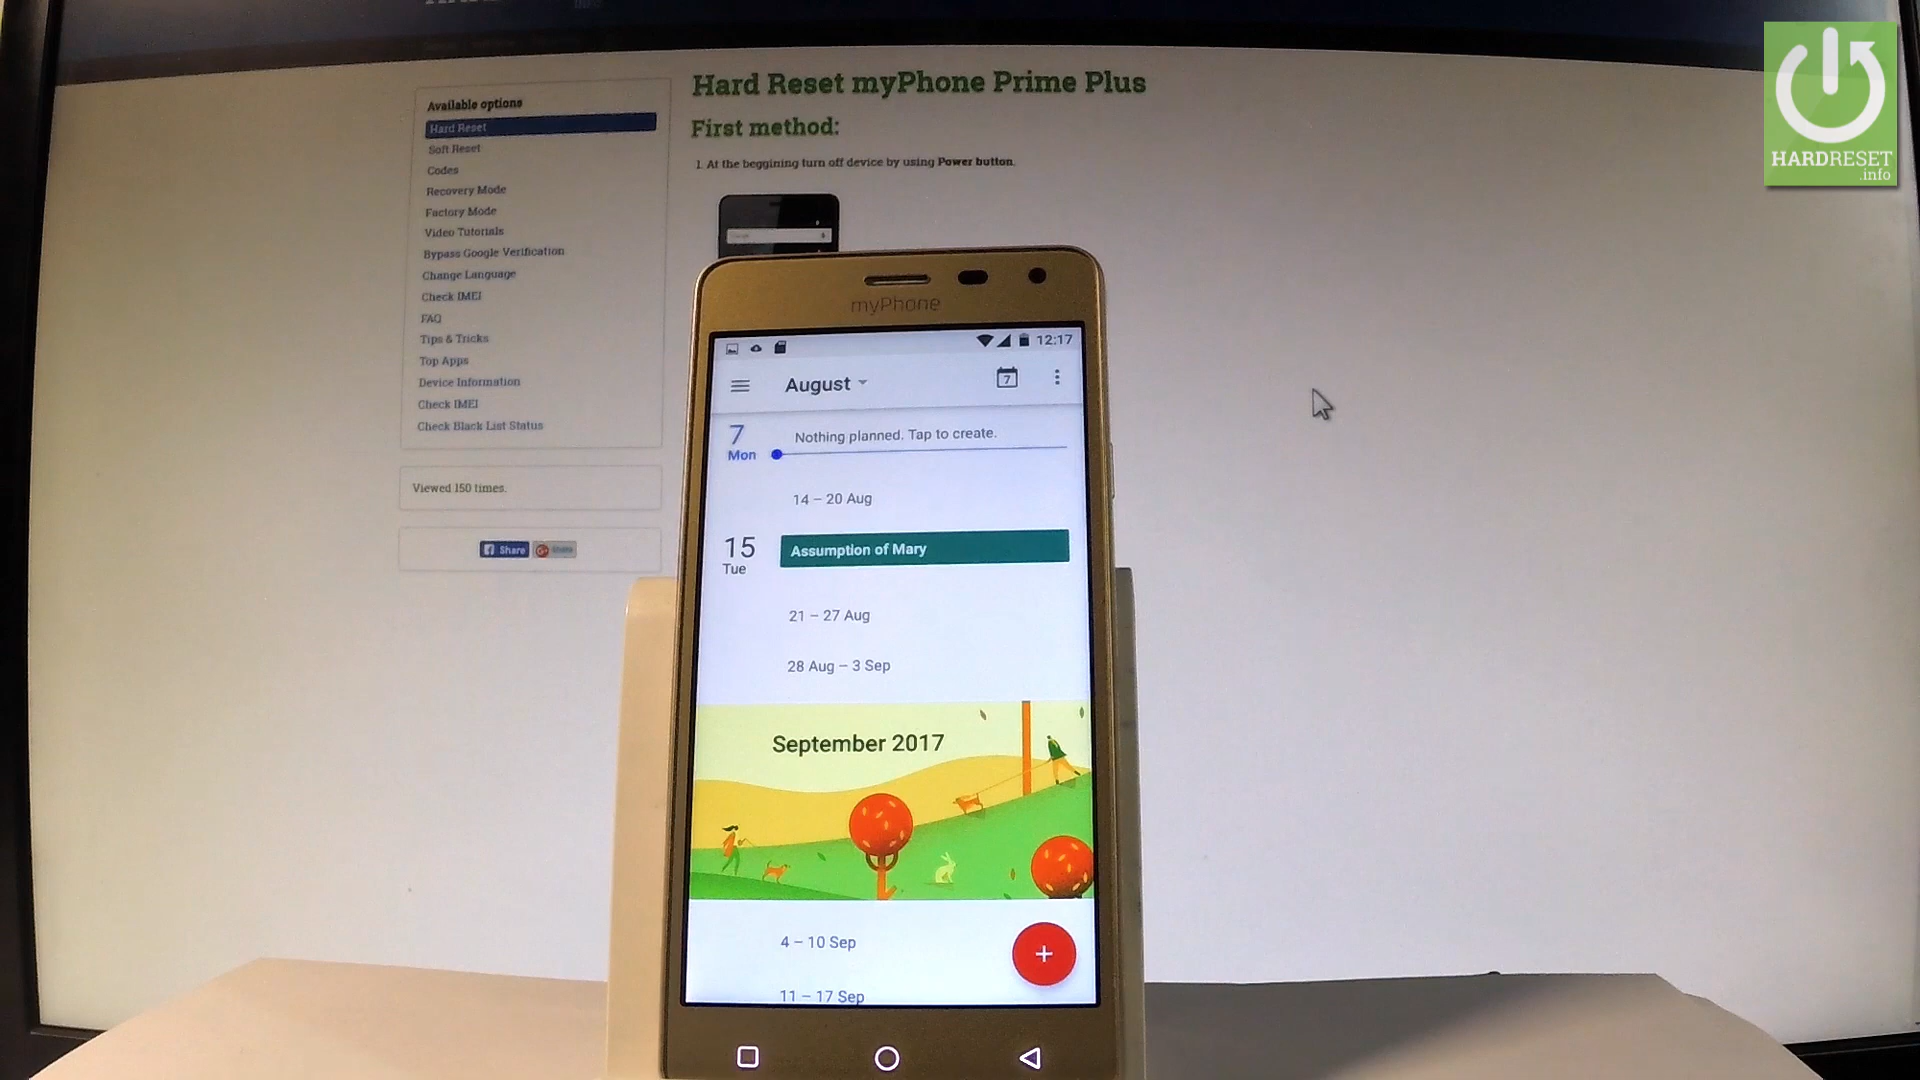 Hard Reset myPhone Prime Plus
First method:
1. At the beggining turn off device by using Power button.
Available options
Hard Reset
Soft Reset
Codes
Recovery Mode
Factory Mode
Video Tutorials
Bypass Google Verification
Change Language
Check IMEI
FAQ
Tips & Tricks
Top Apps
Device Information
Check IMEI
Check Black List Status
Viewed 150 times.
Share
HARDRESET
.info
myPhone
12:17
August
7
7
Mon
Nothing planned. Tap to create.
14 – 20 Aug
15
Tue
Assumption of Mary
21 – 27 Aug
28 Aug – 3 Sep
September 2017
4 – 10 Sep
11 – 17 Sep